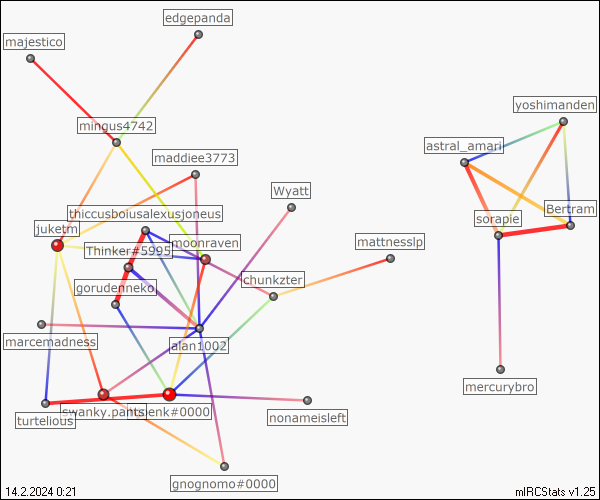 edgepanda
majestico
yoshimanden
mingus4742
astral_amari
maddiee3773
Wyatt
thiccusboiusalexusjoneus
sorapie
Bertram
juketm
Thinker#5995
moonraven
mattnesslp
gorudenneko
chunkzter
marcemadness
alan1002
mercurybro
turtelious
swanky.pants
enk#0000
nonameisleft
gnognomo#0000
14.2.2024 0:21
mIRCStats v1.25